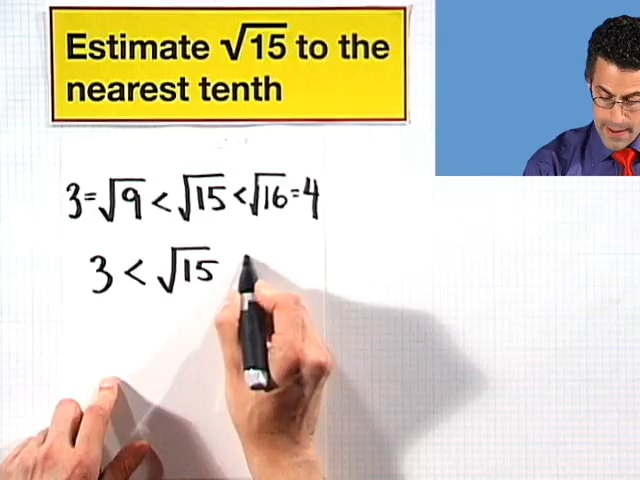 Estimate √15 to the
nearest tenth
3=√9<√15<√16=4
3<√15